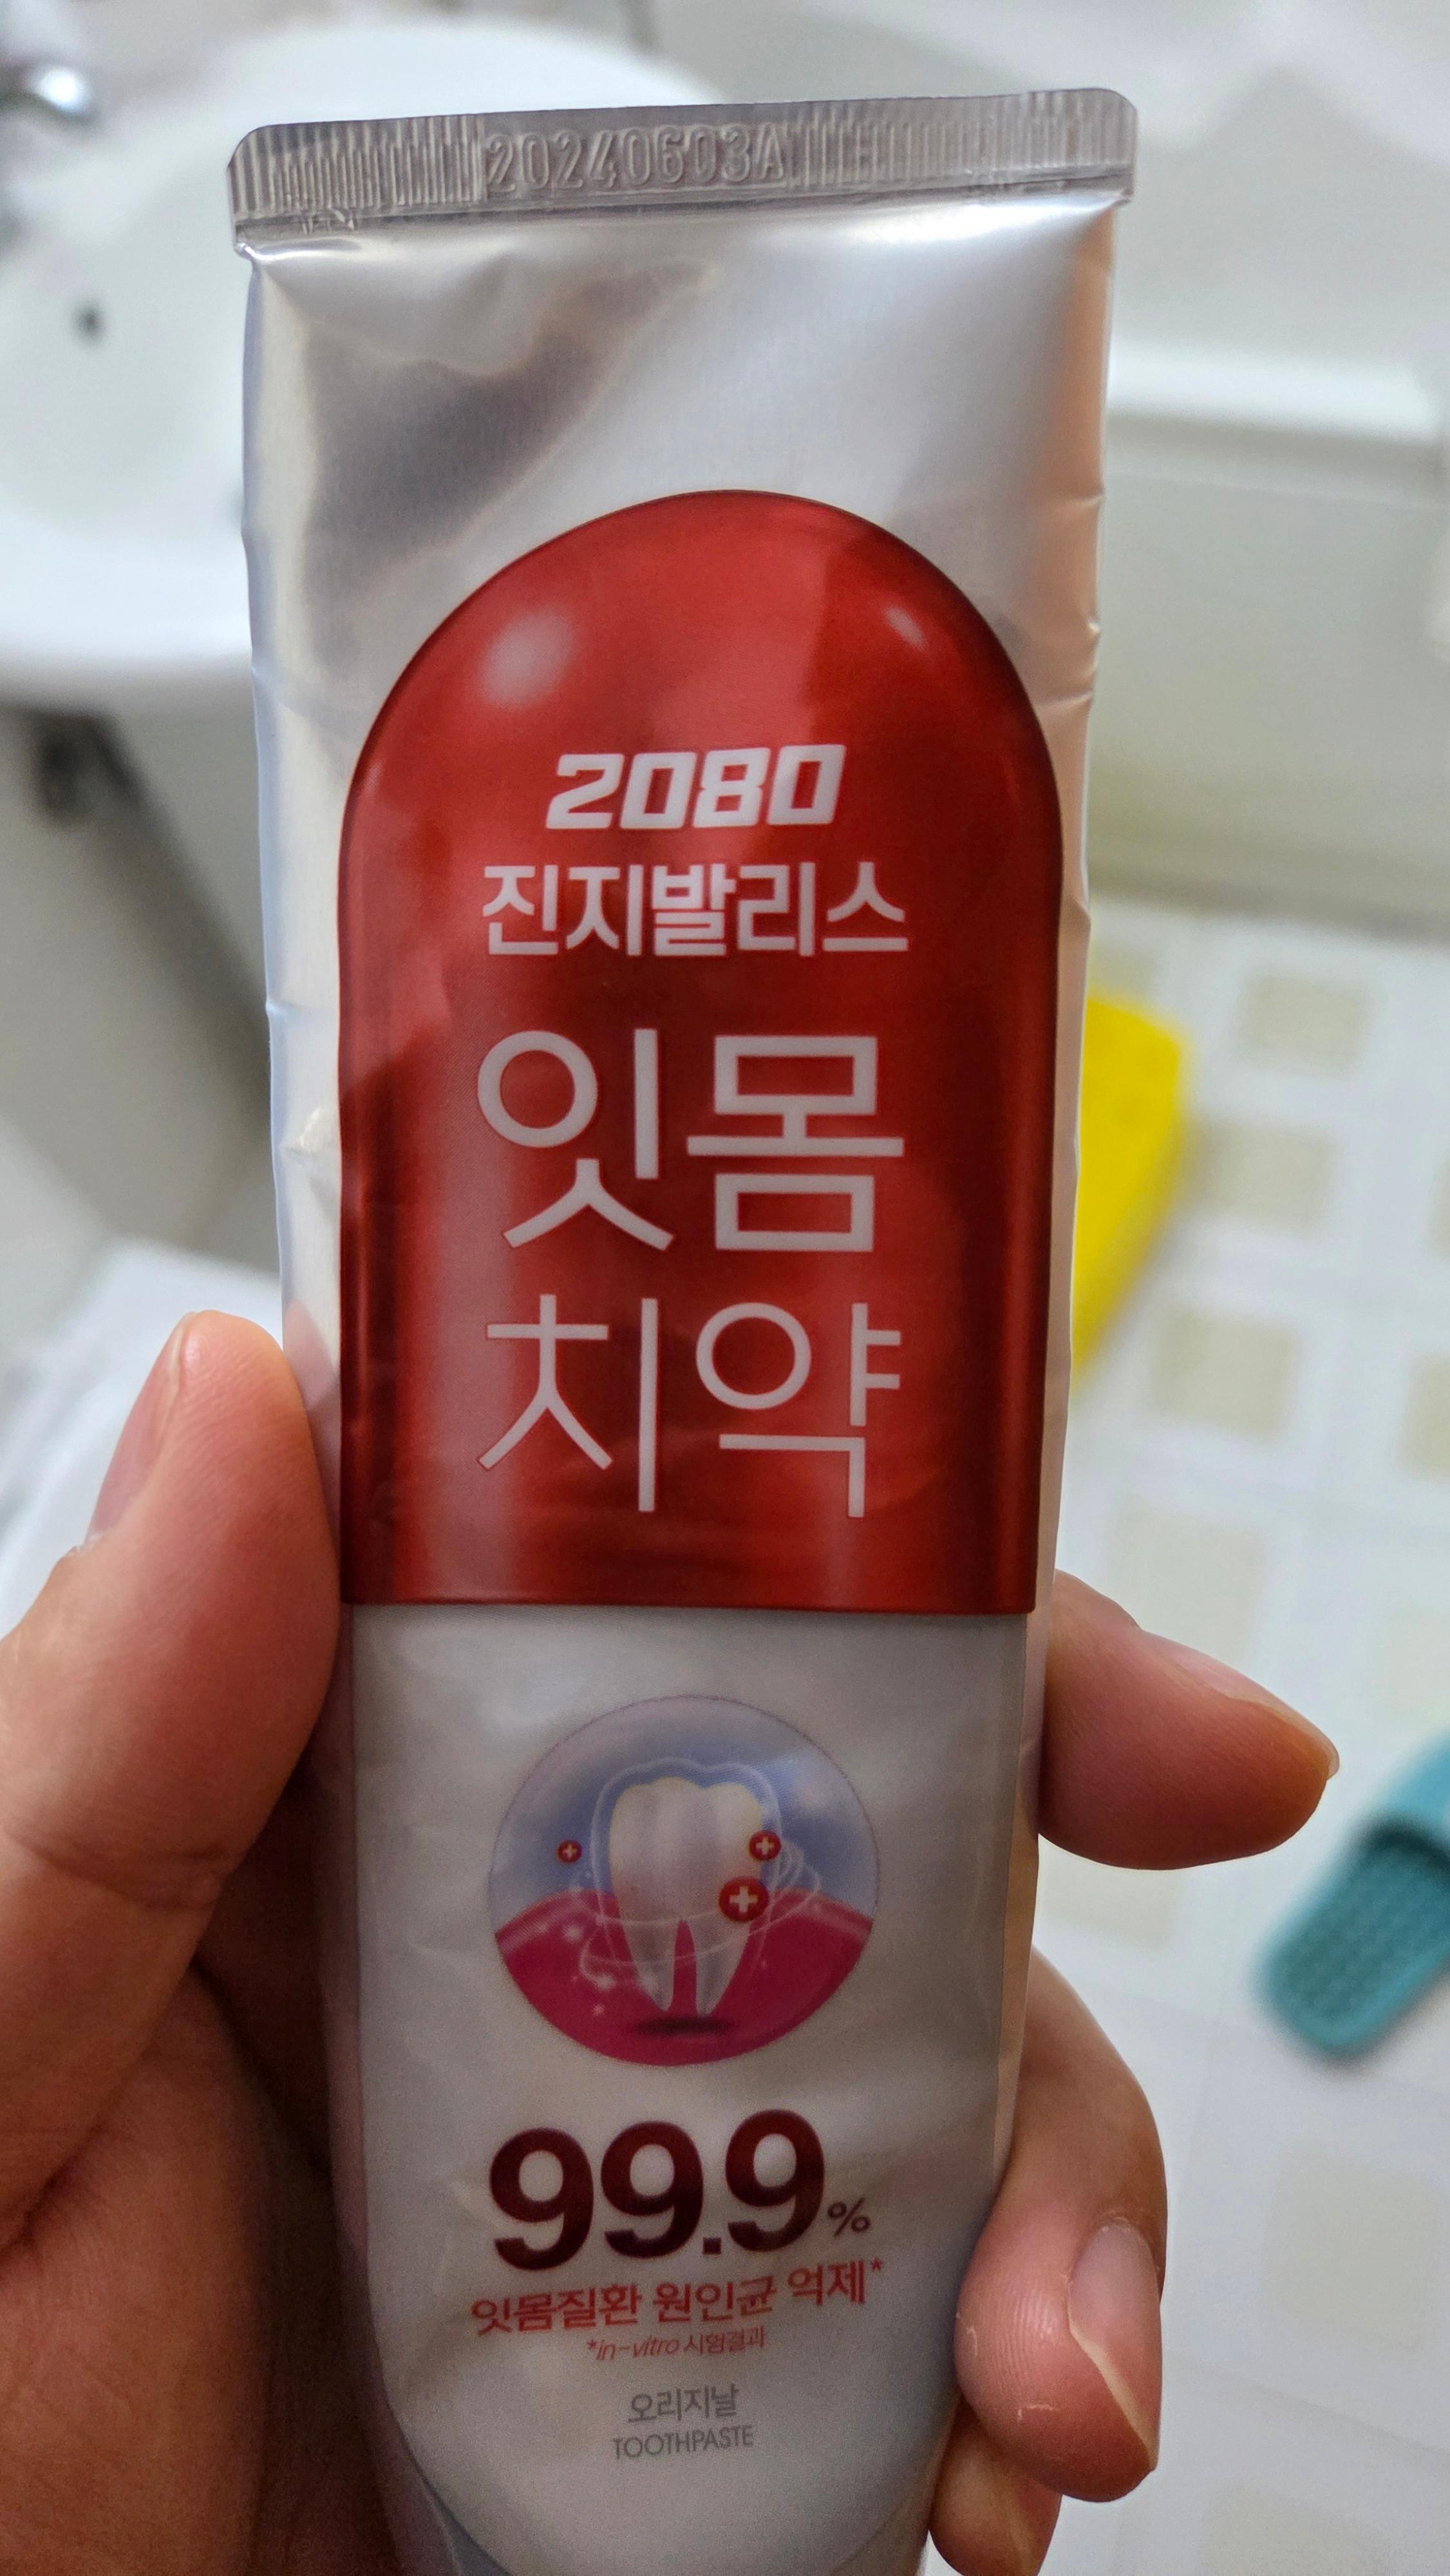 20240603A
2080
진지발리스
잇몸
치약
99.9%
잇몸질환 원인균 억제*
*in-vitro 시험결과
오리지날
TOOTHPASTE